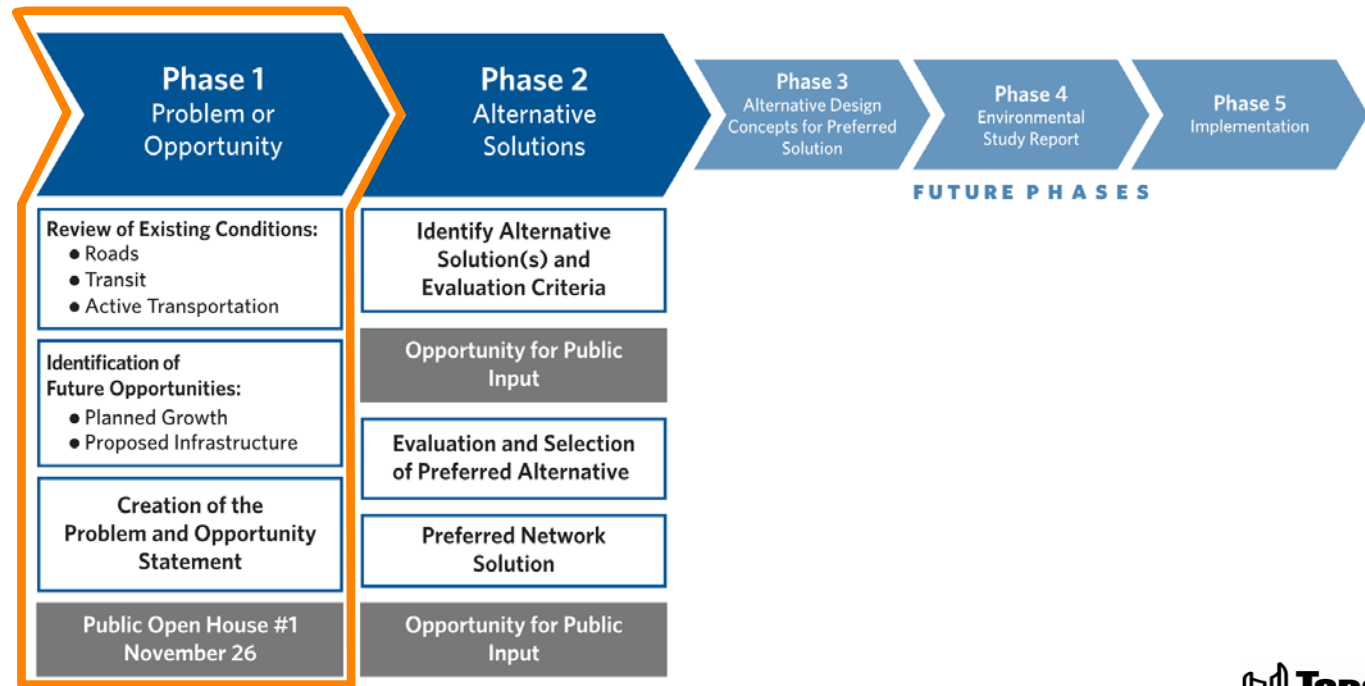 Phase 1
Problem or
Opportunity
Review of Existing Conditions:
● Roads
● Transit
● Active Transportation
Identification of
Future Opportunities:
● Planned Growth
● Proposed Infrastructure
Creation of the
Problem and Opportunity
Statement
Public Open House #1
November 26
Phase 2
Alternative
Solutions
Identify Alternative
Solution(s) and
Evaluation Criteria
Opportunity for Public
Input
Evaluation and Selection
of Preferred Alternative
Preferred Network
Solution
Opportunity for Public
Input
Phase 3
Alternative Design
Concepts for Preferred
Solution
Phase 4
Environmental
Study Report
Phase 5
Implementation
FUTURE PHASES